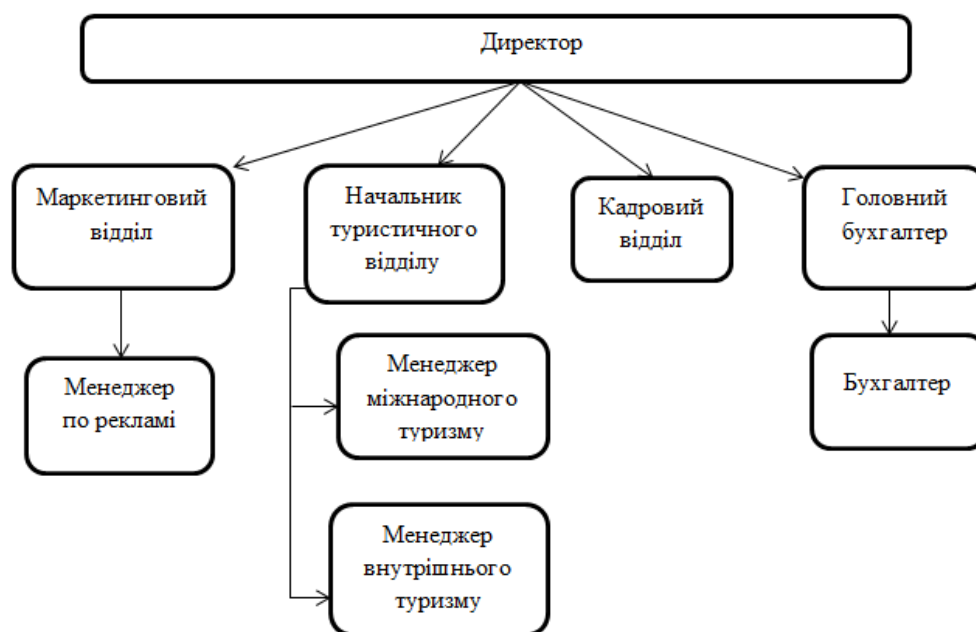 Директор
Маркетинговий
відділ
Начальник
туристичного
відділу
Кадровий
відділ
Головний
бухгалтер
Менеджер
по рекламі
Менеджер
міжнародного
туризму
Бухгалтер
Менеджер
внутрішнього
туризму